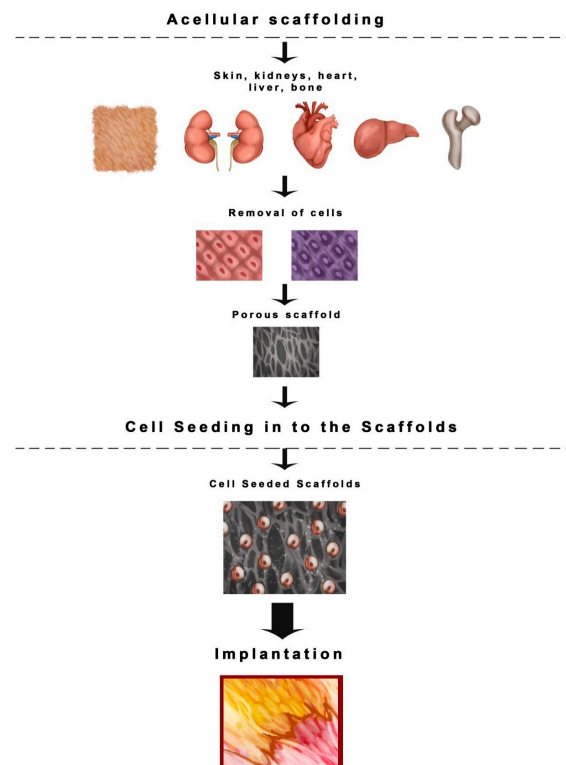 Acellular scaffolding
Skin, kidneys, heart,
liver, bone
Removal of cells
Porous scaffold
Cell Seeding in to the Scaffolds
Cell Seeded Scaffolds
Implantation